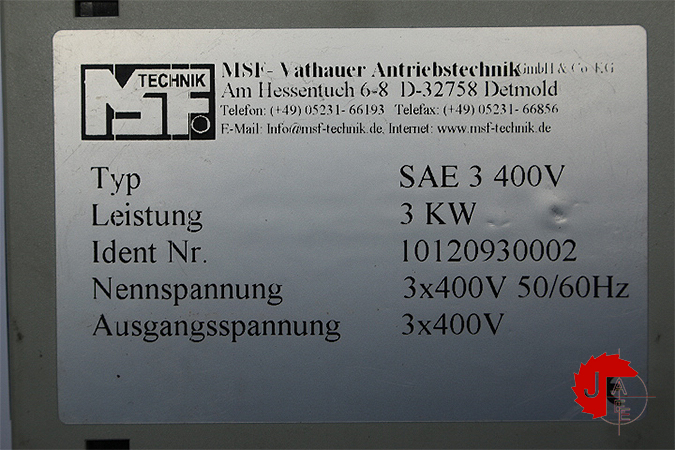 TECHNIK
MSF
MSF- Vathauer Antriebstechnik GmbH & Co KG
Am Hessentuch 6-8 D-32758 Detmold
Telefon: (+49) 05231- 66193 Telefax: (+49) 05231- 66856
E-Mail: Info@msf-technik.de, Internet: www.msf-technik.de
Typ SAE 3 400V
Leistung 3 KW
Ident Nr. 10120930002
Nennspannung 3x400V 50/60Hz
Ausgangsspannung 3x400V